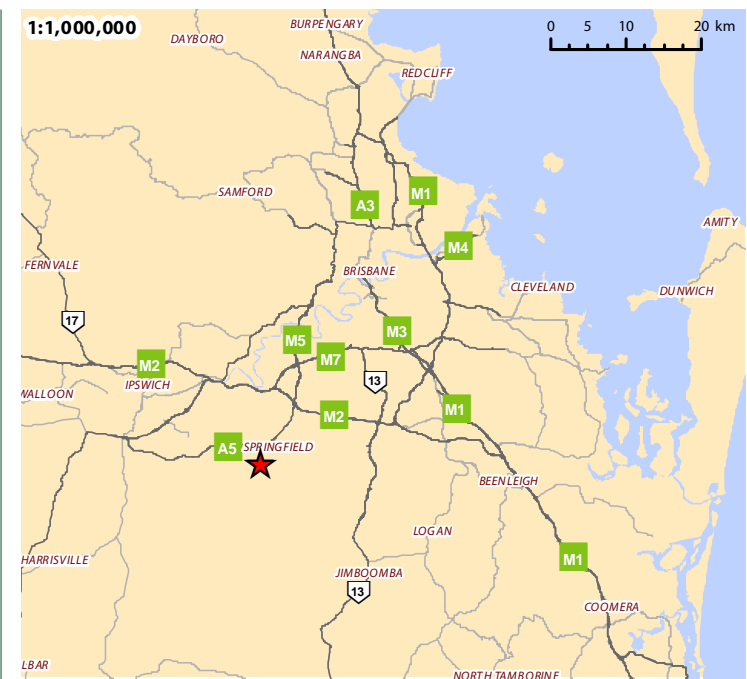 1:1,000,000
BURPENGARY
0 5 10 20 km
DAYBORO
NARANGBA
REDCLIFF
SAMFORD
A3
M1
AMITY
M4
FERNVALE
BRISBANE
CLEVELAND
DUNWICH
17
M5
M3
M7
M2
IPSWICH
13
WALLOON
M2
M1
A5
SPRINGFIELD
BEENLEIGH
LOGAN
HARRISVILLE
M1
JIMBOOMBA
13
COOMERA
LBAR
NORTH TAMBORINE